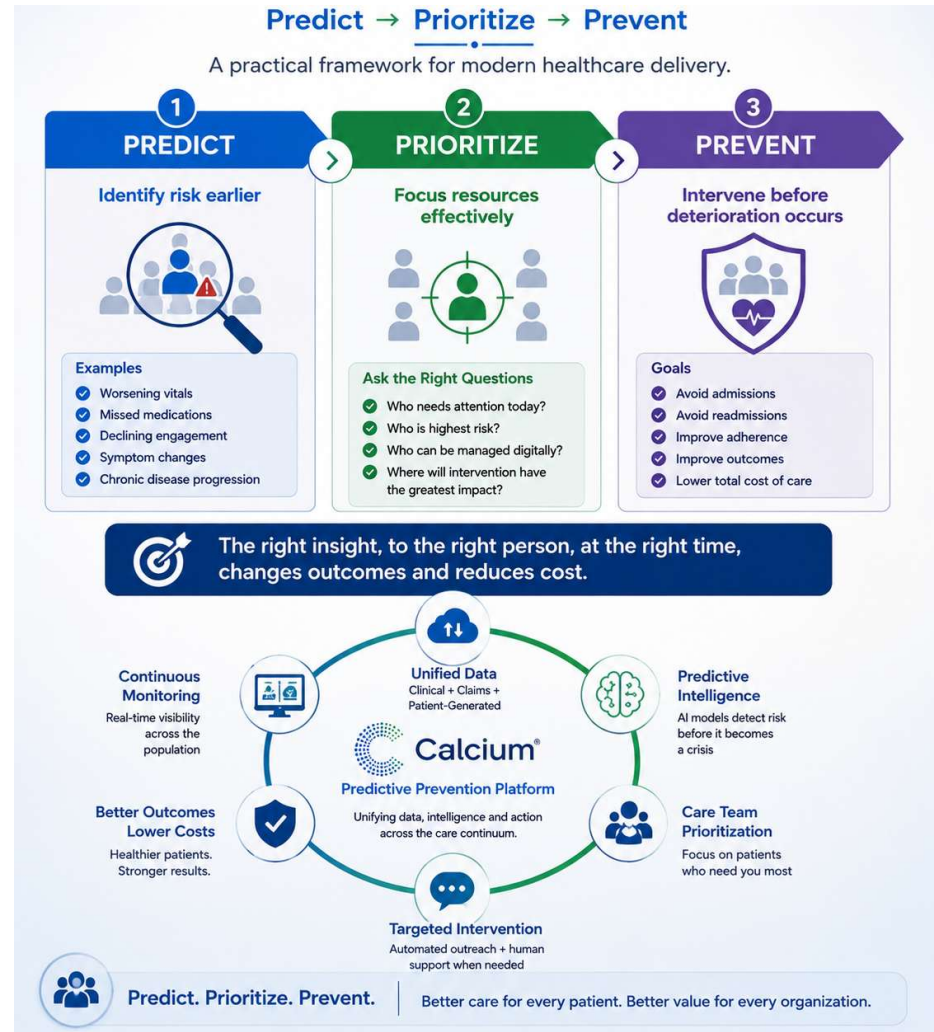 Predict → Prioritize → Prevent
A practical framework for modern healthcare delivery.
1
PREDICT
Identify risk earlier
Examples
Worsening vitals
Missed medications
Declining engagement
Symptom changes
Chronic disease progression
2
PRIORITIZE
Focus resources
effectively
Ask the Right Questions
Who needs attention today?
Who is highest risk?
Who can be managed digitally?
Where will intervention have
the greatest impact?
3
PREVENT
Intervene before
deterioration occurs
Goals
Avoid admissions
Avoid readmissions
Improve adherence
Improve outcomes
Lower total cost of care
The right insight, to the right person, at the right time,
changes outcomes and reduces cost.
Unified Data
Clinical + Claims +
Patient-Generated
Predictive
Intelligence
AI models detect risk
before it becomes
a crisis
Care Team
Prioritization
Focus on patients
who need you most
Targeted Intervention
Automated outreach + human
support when needed
Better Outcomes
Lower Costs
Healthier patients.
Stronger results.
Continuous
Monitoring
Real-time visibility
across the
population
Calcium®
Predictive Prevention Platform
Unifying data, intelligence and action
across the care continuum.
Predict. Prioritize. Prevent.
Better care for every patient. Better value for every organization.